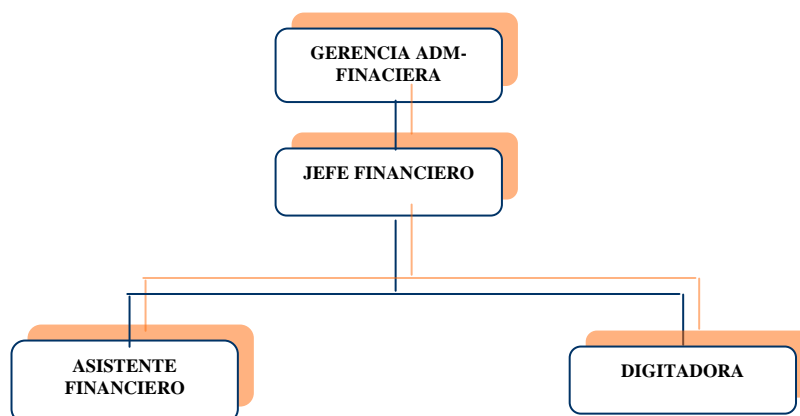 GERENCIA ADM-
FINACIERA
JEFE FINANCIERO
ASISTENTE
FINANCIERO
DIGITADORA